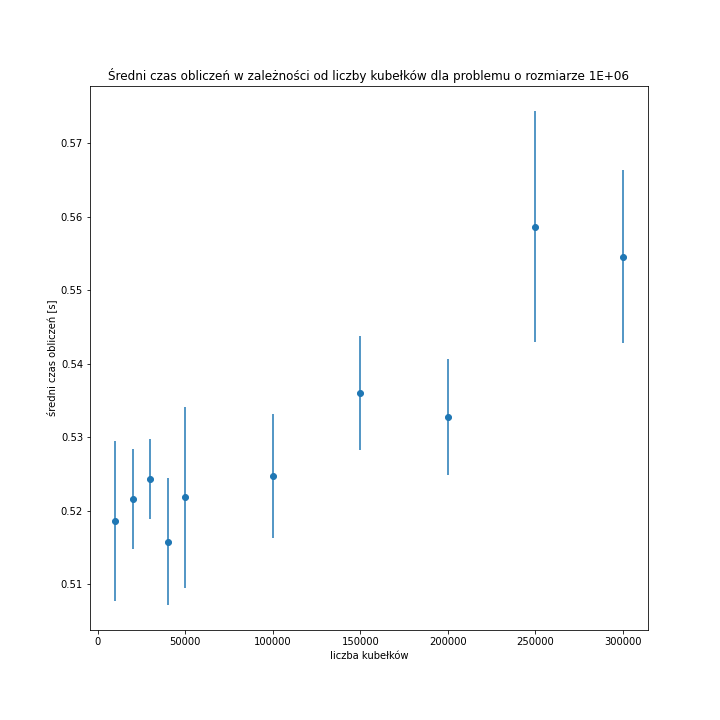 Średni czas obliczeń w zależności od liczby kubełków dla problemu o rozmiarze 1E+06
średni czas obliczeń [s]
0.57
0.56
0.55
0.54
0.53
0.52
0.51
0 50000 100000 150000 200000 250000 300000
liczba kubełków